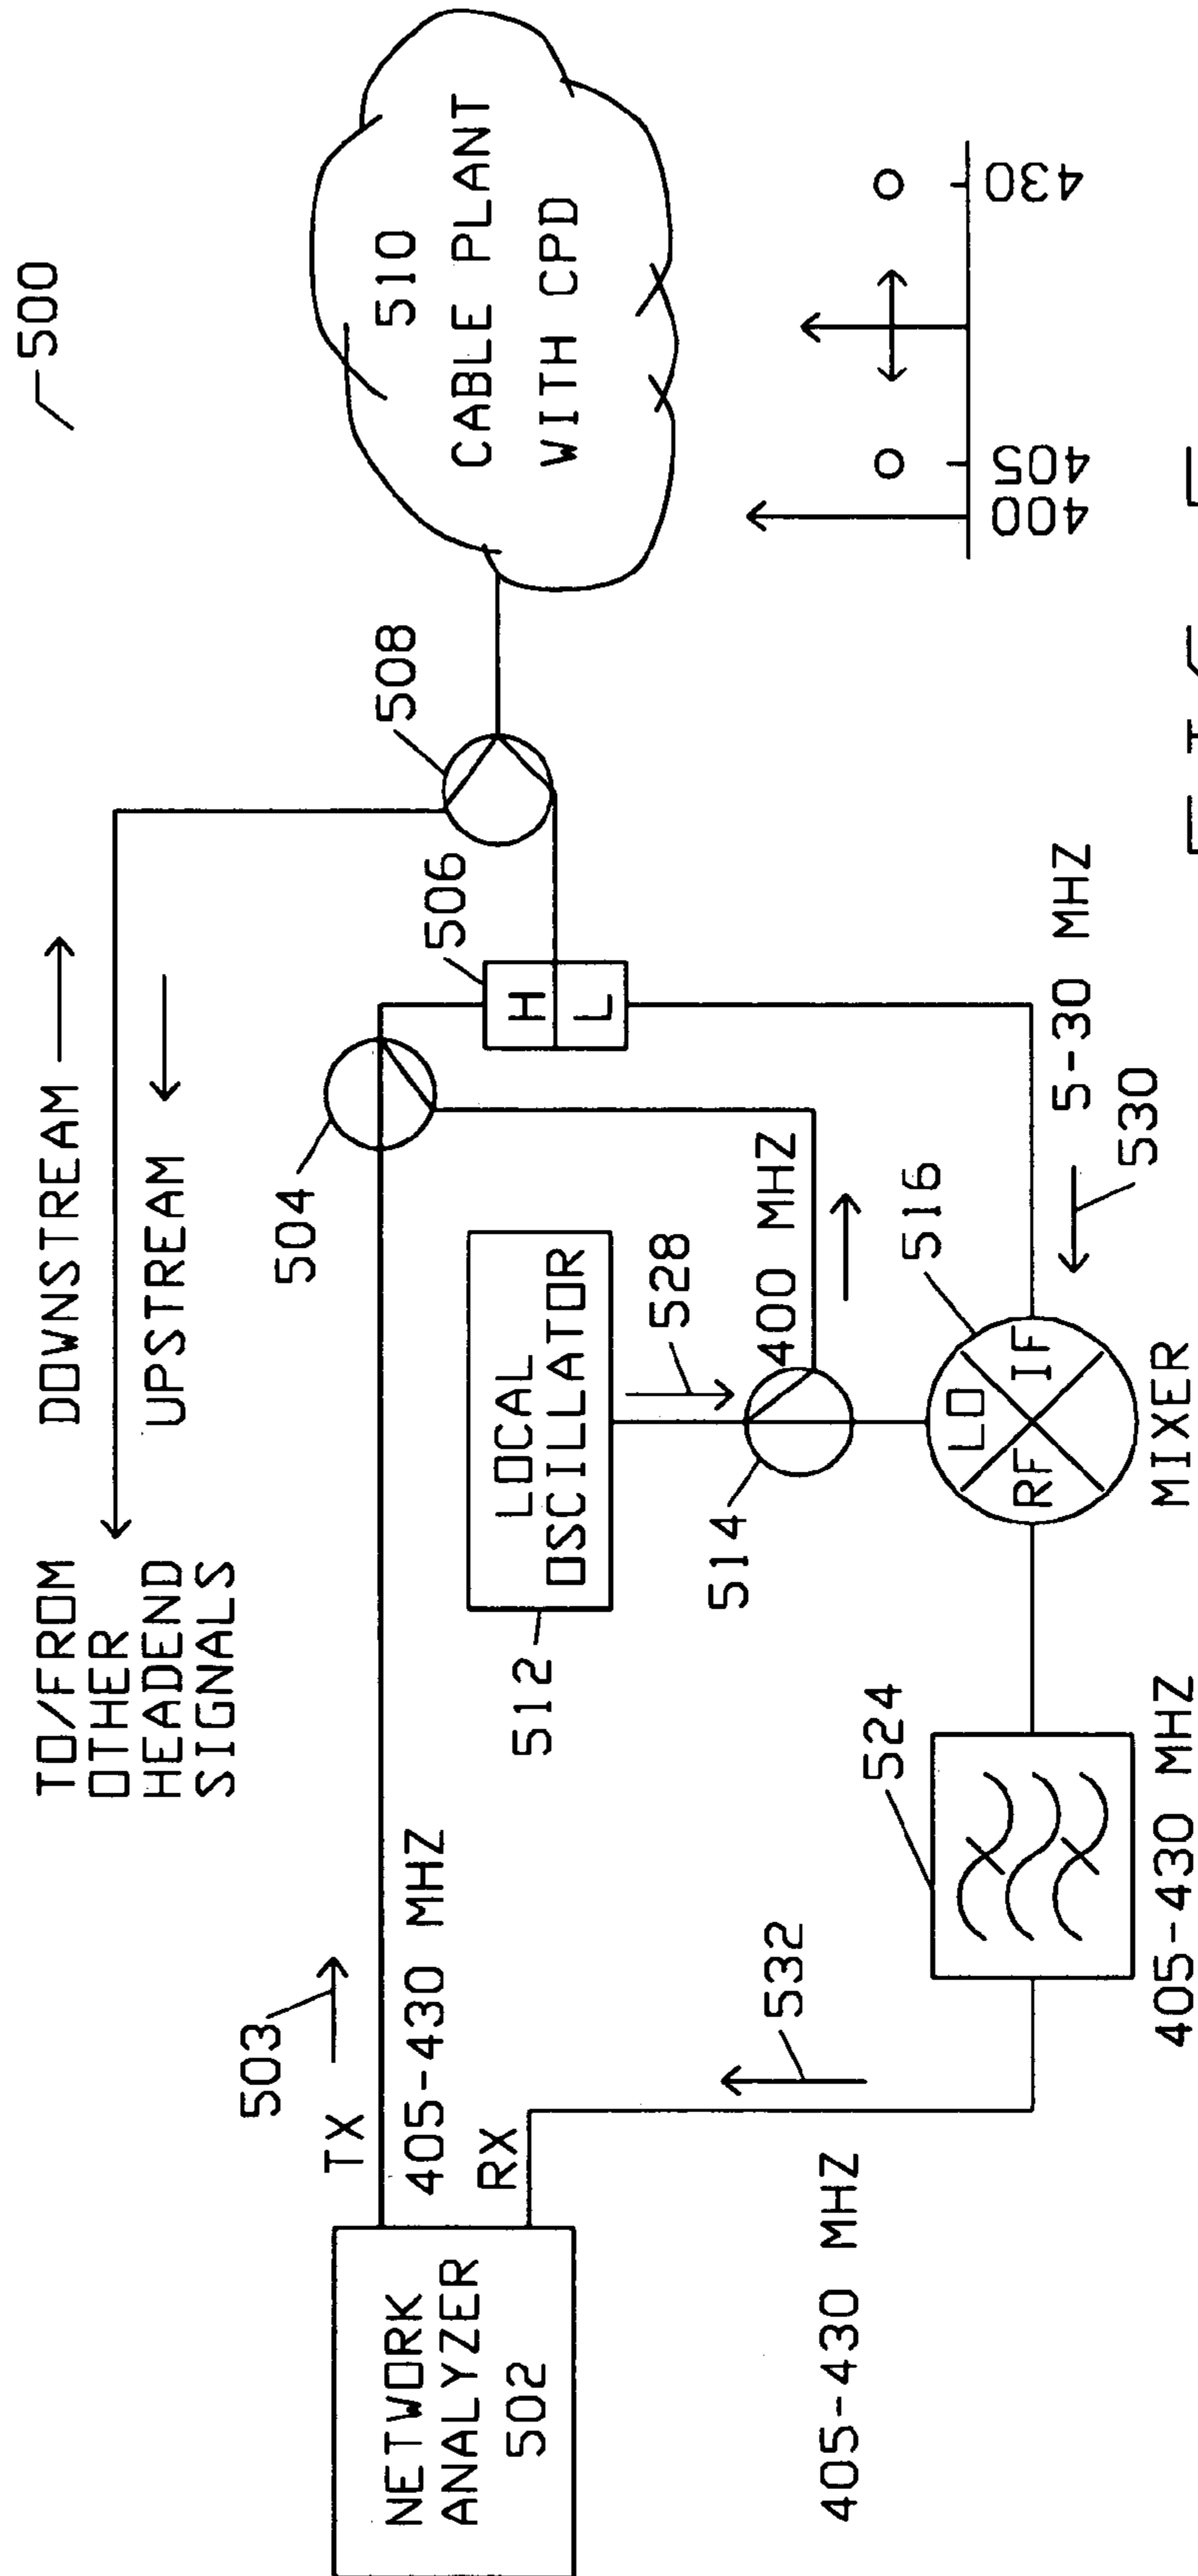 500
TO/FROM
OTHER
HEADEND
SIGNALS
DOWNSTREAM
UPSTREAM
503
TX
405-430 MHZ
RX
NETWORK
ANALYZER
502
504
506
H
L
508
510
CABLE PLANT
WITH CPD
LOCAL
OSCILLATOR
512
528
514
400 MHZ
516
LO
RF
IF
MIXER
5-30 MHZ
530
524
405-430 MHZ
532
405-430 MHZ
400
405
430